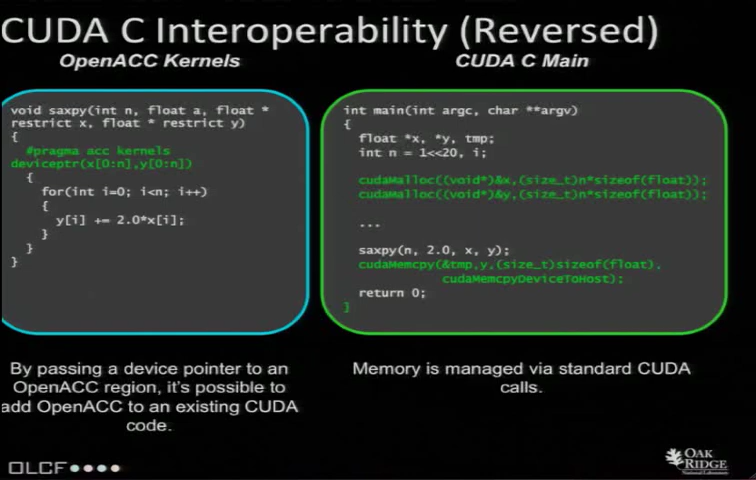 CUDA C Interoperability (Reversed)
OpenACC Kernels
void saxpy(int n, float a, float *
restrict x, float * restrict y)
{
#pragma acc kernels
deviceptr(x[0:n],y[0:n])
{
for(int i=0; i<n; i++)
{
y[i] += 2.0*x[i];
}
}
}
By passing a device pointer to an
OpenACC region, it's possible to
add OpenACC to an existing CUDA
code.
CUDA C Main
int main(int argc, char **argv)
{
float *x, *y, tmp;
int n = 1<<20, i;
cudaMalloc((void*)&x,(size_t)n*sizeof(float));
cudaMalloc((void*)&y,(size_t)n*sizeof(float));
...
saxpy(n, 2.0, x, y);
cudaMemcpy(&tmp,y,(size_t)sizeof(float),
cudaMemcpyDeviceToHost);
return 0;
}
Memory is managed via standard CUDA
calls.
OLCF
OAK
RIDGE
National Laboratory